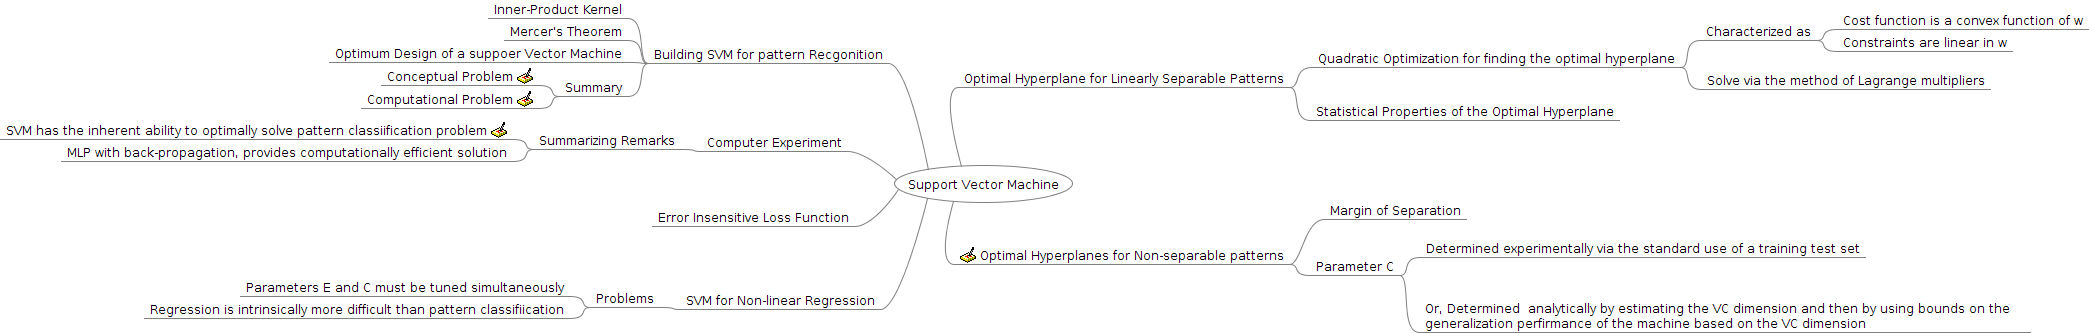 Support Vector Machine
Optimal Hyperplane for Linearly Separable Patterns
Quadratic Optimization for finding the optimal hyperplane
Characterized as
Cost function is a convex function of w
Constraints are linear in w
Solve via the method of Lagrange multipliers
Statistical Properties of the Optimal Hyperplane
Optimal Hyperplanes for Non-separable patterns
Margin of Separation
Parameter C
Determined experimentally via the standard use of a training test set
Or, Determined  analytically by estimating the VC dimension and then by using bounds on the
generalization perfirmance of the machine based on the VC dimension
Building SVM for pattern Recgonition
Inner-Product Kernel
Mercer's Theorem
Optimum Design of a suppoer Vector Machine
Summary
Conceptual Problem
Computational Problem
Computer Experiment
Summarizing Remarks
SVM has the inherent ability to optimally solve pattern classiification problem
MLP with back-propagation, provides computationally efficient solution
Error Insensitive Loss Function
SVM for Non-linear Regression
Problems
Parameters E and C must be tuned simultaneously
Regression is intrinsically more difficult than pattern classifiication